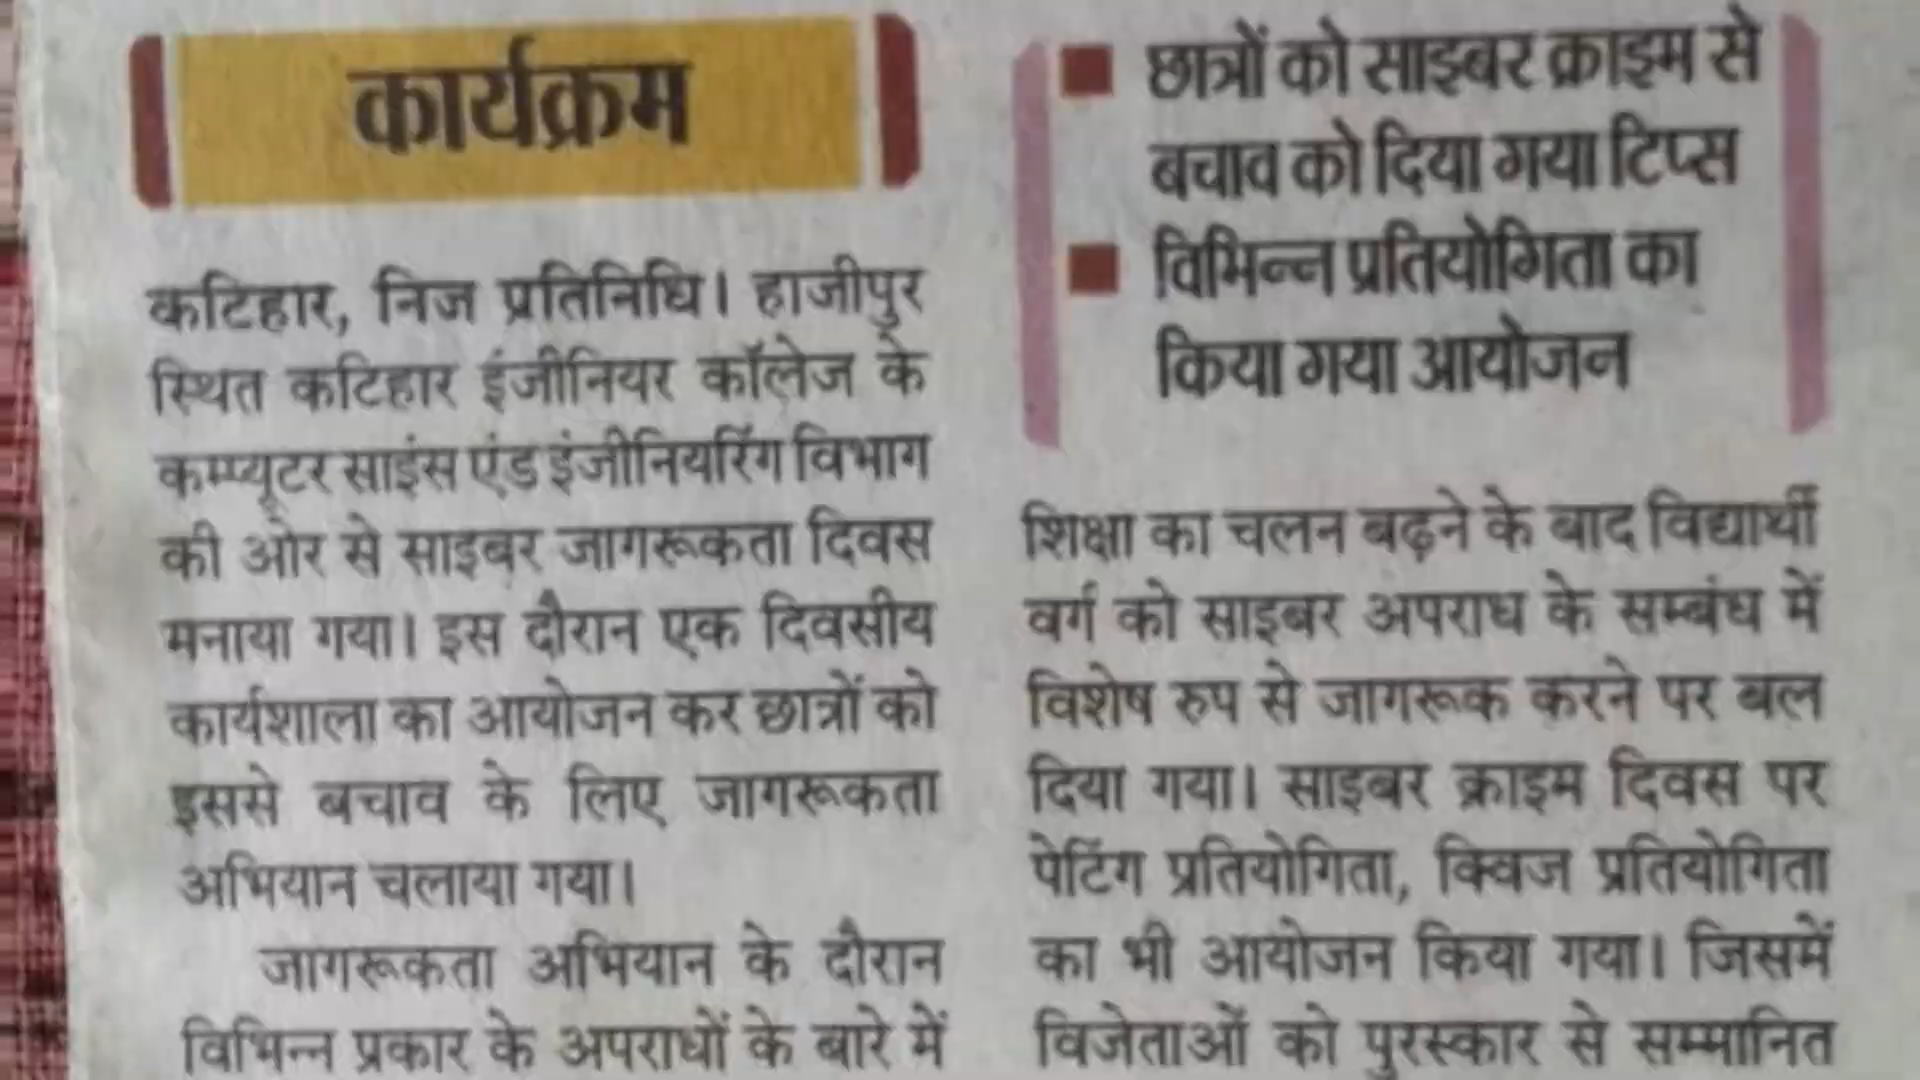 कार्यक्रम
कटिहार, निज प्रतिनिधि। हाजीपुर
स्थित कटिहार इंजीनियर कॉलेज के
कम्प्यूटर साइंस एंड इंजीनियरिंग विभाग
की ओर से साइबर जागरूकता दिवस
मनाया गया। इस दौरान एक दिवसीय
कार्यशाला का आयोजन कर छात्रों को
इससे बचाव के लिए जागरूकता
अभियान चलाया गया।
जागरूकता अभियान के दौरान
विभिन्न प्रकार के अपराधों के बारे में
छात्रों को साइबर क्राइम से
बचाव को दिया गया टिप्स
विभिन्न प्रतियोगिता का
किया गया आयोजन
शिक्षा का चलन बढ़ने के बाद विद्यार्थी
वर्ग को साइबर अपराध के सम्बंध में
विशेष रुप से जागरूक करने पर बल
दिया गया। साइबर क्राइम दिवस पर
पेटिंग प्रतियोगिता, क्विज प्रतियोगिता
का भी आयोजन किया गया। जिसमें
विजेताओं को पुरस्कार से सम्मानित